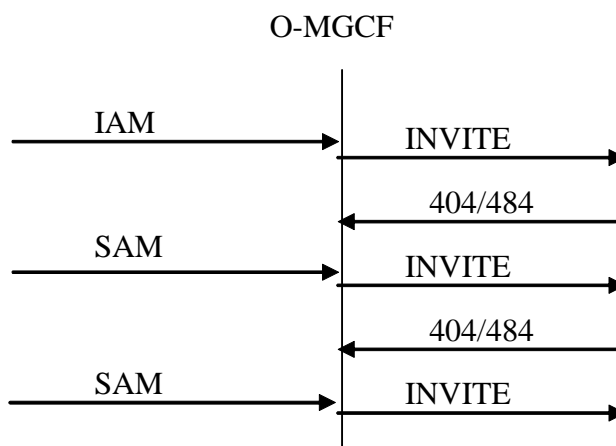 O-MGCF
IAM
INVITE
404/484
SAM
INVITE
404/484
SAM
INVITE